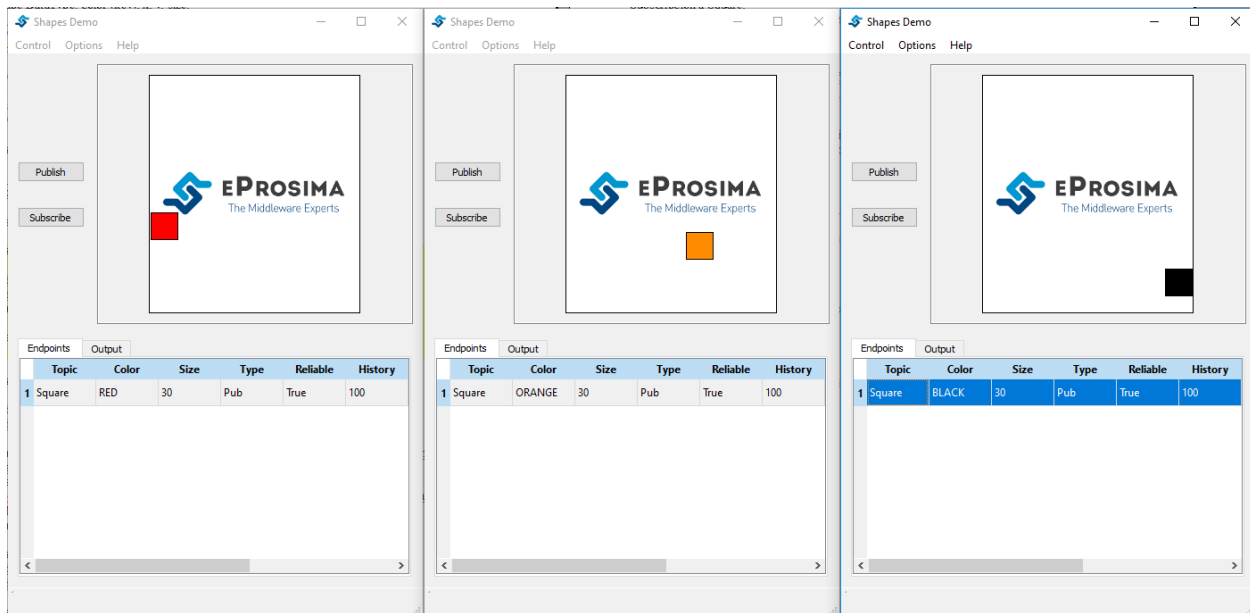 Shapes Demo
Control Options Help
Publish
Subscribe
EPROSIMA
The Middleware Experts
Endpoints Output
Topic Color Size Type Reliable History
1 Square RED 30 Pub True 100
Shapes Demo
Control Options Help
Publish
Subscribe
EPROSIMA
The Middleware Experts
Endpoints Output
Topic Color Size Type Reliable History
1 Square ORANGE 30 Pub True 100
Shapes Demo
Control Options Help
Publish
Subscribe
EPROSIMA
The Middleware Experts
Endpoints Output
Topic Color Size Type Reliable History
1 Square BLACK 30 Pub True 100